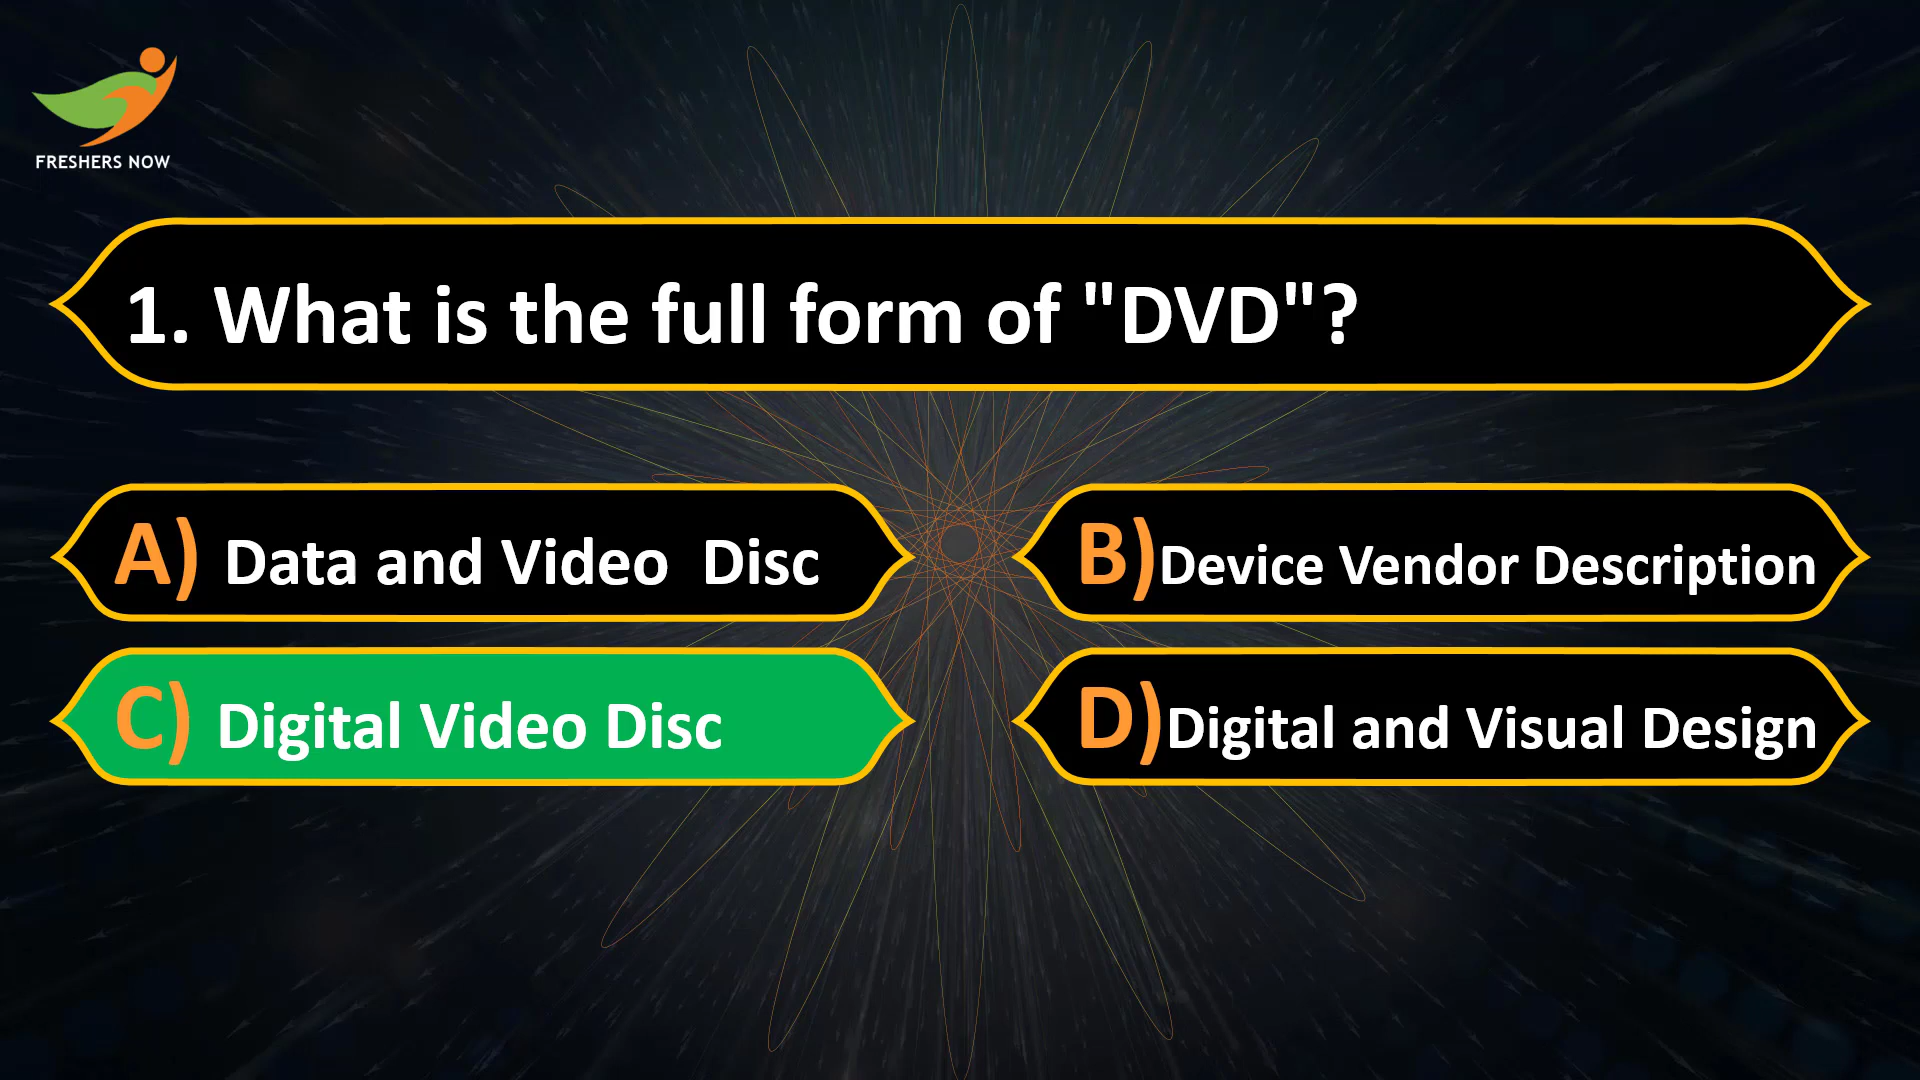 FRESHERS NOW
1. What is the full form of "DVD"?
A) Data and Video  Disc
B)Device Vendor Description
C) Digital Video Disc
D)Digital and Visual Design